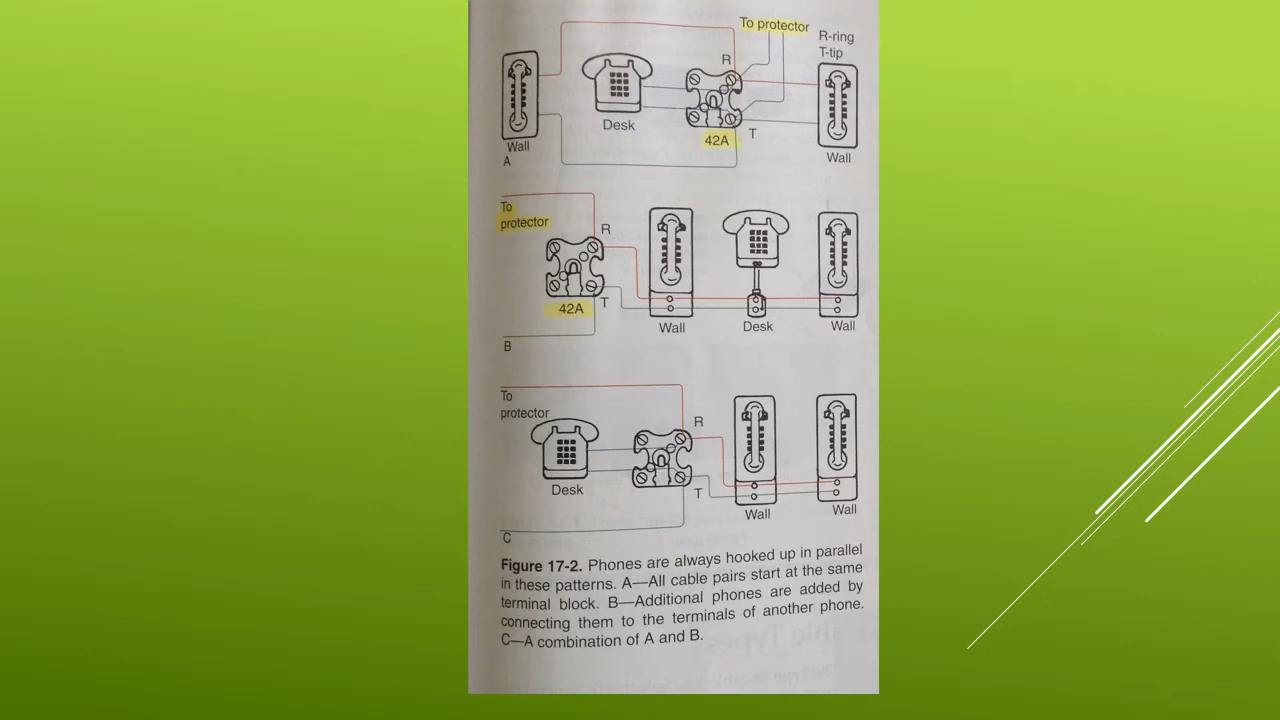 To protector
R-ring
T-tip
R
Desk
T
42A
Wall
A
Wall
To
protector
R
T
42A
Wall
Desk
Wall
B
To
protector
R
Desk
T
Wall
Wall
C
Figure 17-2. Phones are always hooked up in parallel
in these patterns. A—All cable pairs start at the same
terminal block. B—Additional phones are added by
connecting them to the terminals of another phone.
C—A combination of A and B.